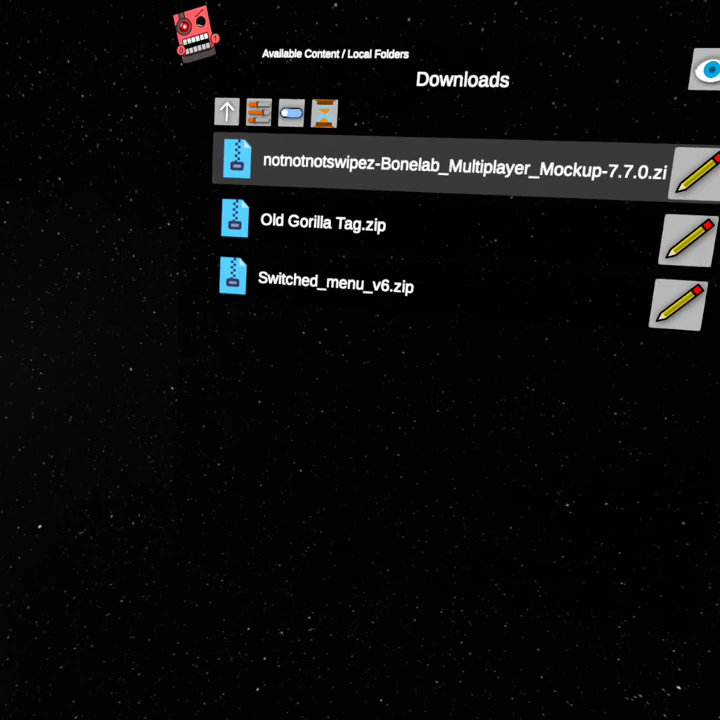 Available Content / Local Folders
Downloads
notnotnotswipez-Bonelab_Multiplayer_Mockup-7.7.0.zi
Old Gorilla Tag.zip
Switched_menu_v6.zip